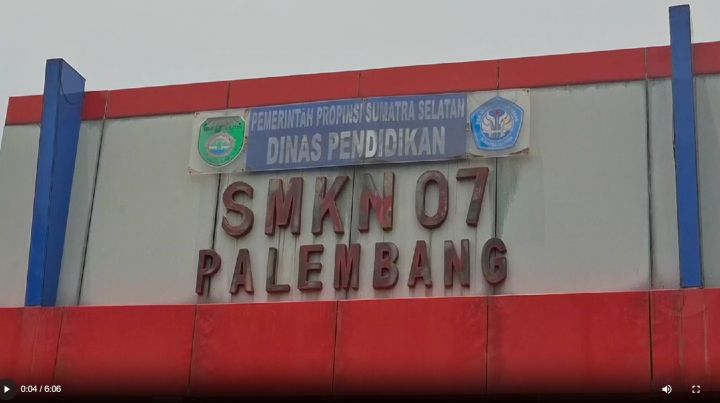 PEMERINTAH PROPINSI SUMATRA SELATAN
DINAS PENDIDIKAN
SMKN 07
PALEMBANG
0:04 / 6:06